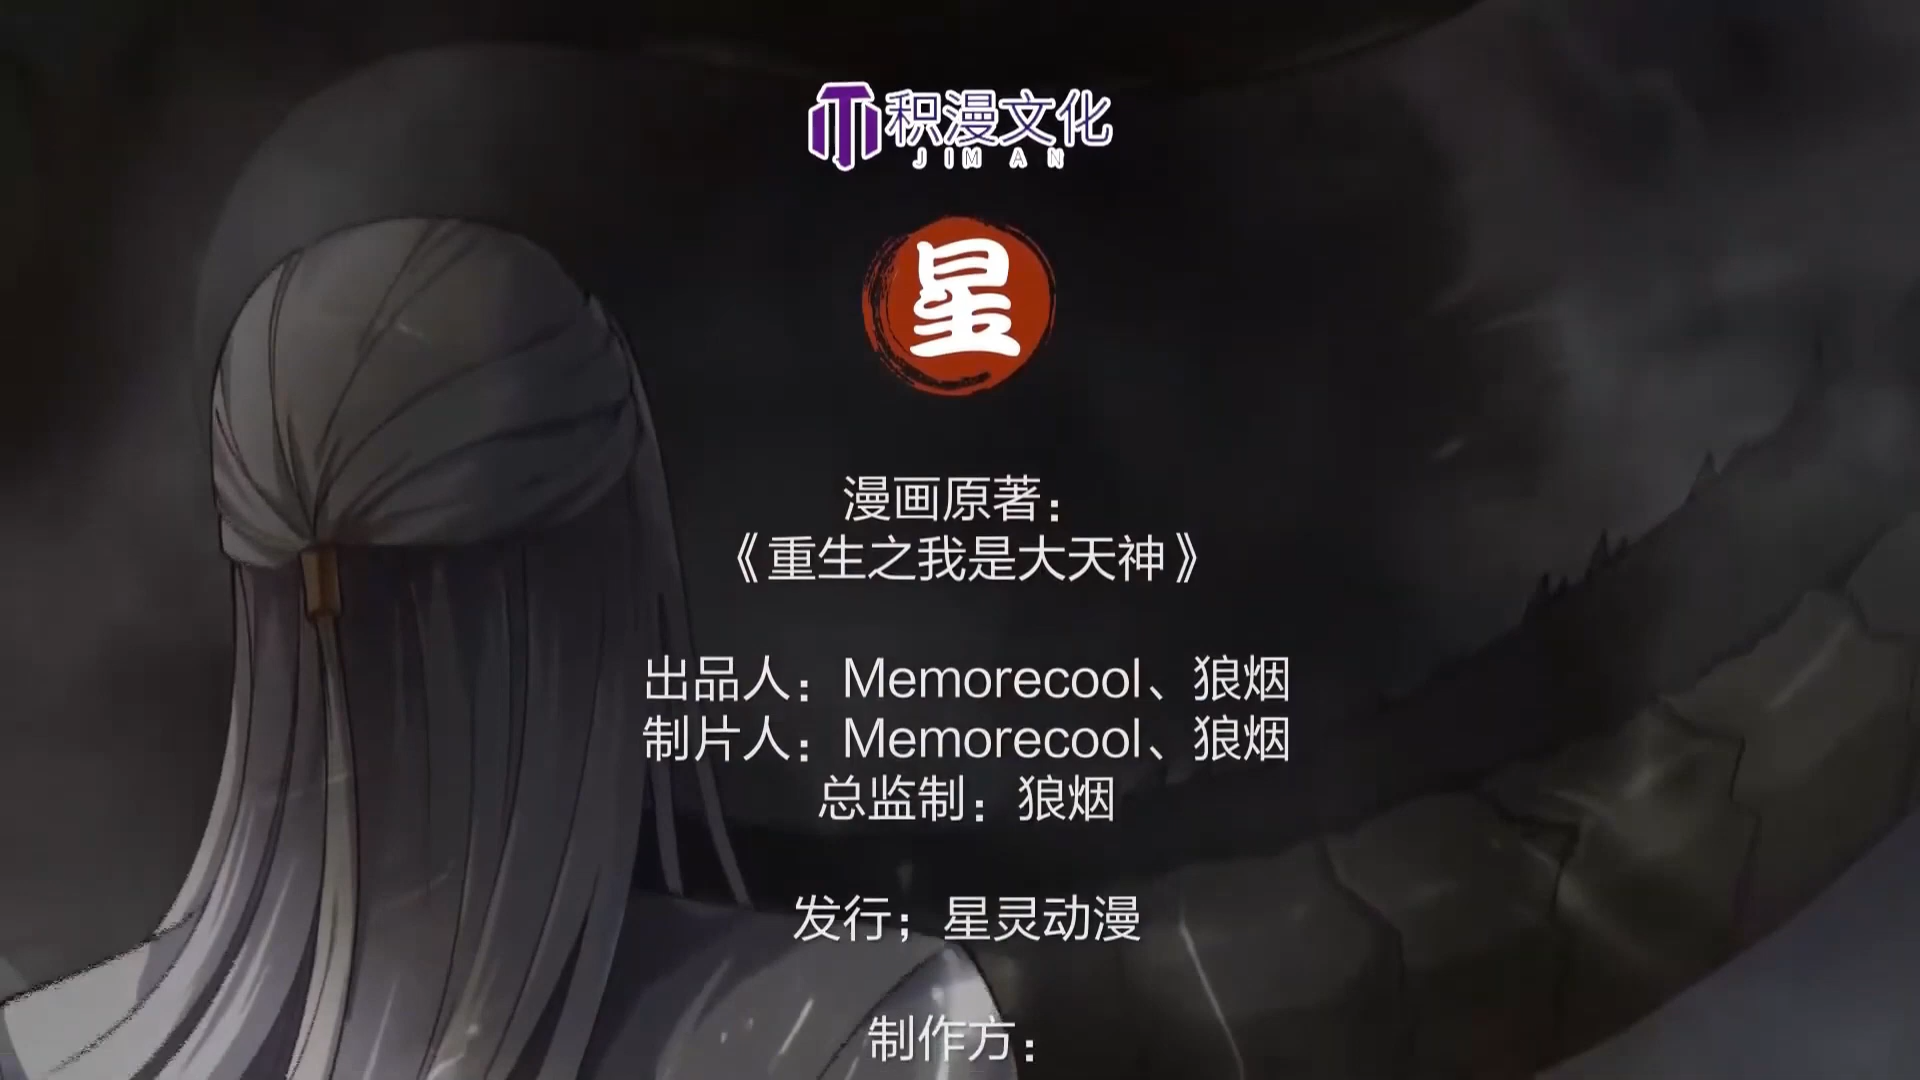 积漫文化
JIMAN
星
漫画原著：
《重生之我是大天神》
出品人：Memorecool、狼烟
制片人：Memorecool、狼烟
总监制：狼烟
发行；星灵动漫
制作方：